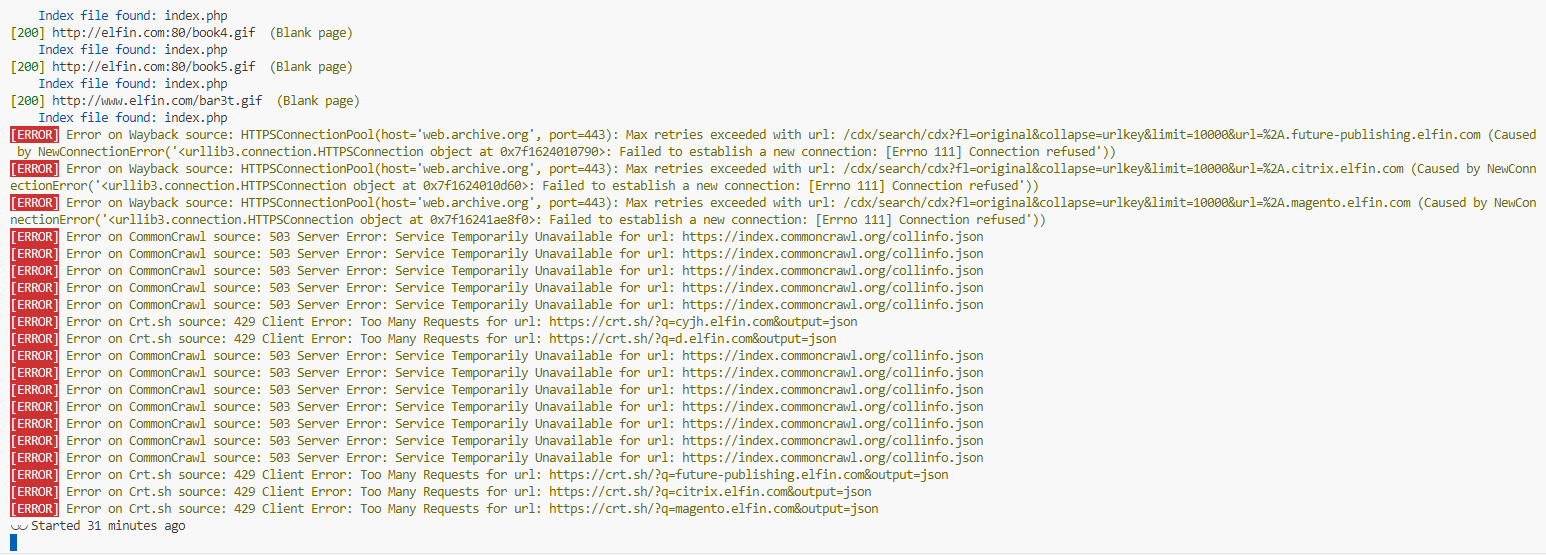 Index file found: index.php
[200] http://elfin.com:80/book4.gif (Blank page)
Index file found: index.php
[200] http://elfin.com:80/book5.gif (Blank page)
Index file found: index.php
[200] http://www.elfin.com/bar3t.gif (Blank page)
Index file found: index.php
[ERROR] Error on Wayback source: HTTPSConnectionPool(host='web.archive.org', port=443): Max retries exceeded with url: /cdx/search/cdx?fl=original&collapse=urlkey&limit=10000&url=%2A.future-publishing.elfin.com (Caused
by NewConnectionError('<urllib3.connection.HTTPSConnection object at 0x7f1624010790>: Failed to establish a new connection: [Errno 111] Connection refused'))
[ERROR] Error on Wayback source: HTTPSConnectionPool(host='web.archive.org', port=443): Max retries exceeded with url: /cdx/search/cdx?fl=original&collapse=urlkey&limit=10000&url=%2A.citrix.elfin.com (Caused by NewConn
ectionError('<urllib3.connection.HTTPSConnection object at 0x7f1624010d60>: Failed to establish a new connection: [Errno 111] Connection refused'))
[ERROR] Error on Wayback source: HTTPSConnectionPool(host='web.archive.org', port=443): Max retries exceeded with url: /cdx/search/cdx?fl=original&collapse=urlkey&limit=10000&url=%2A.magento.elfin.com (Caused by NewCon
nectionError('<urllib3.connection.HTTPSConnection object at 0x7f16241ae8f0>: Failed to establish a new connection: [Errno 111] Connection refused'))
[ERROR] Error on CommonCrawl source: 503 Server Error: Service Temporarily Unavailable for url: https://index.commoncrawl.org/collinfo.json
[ERROR] Error on CommonCrawl source: 503 Server Error: Service Temporarily Unavailable for url: https://index.commoncrawl.org/collinfo.json
[ERROR] Error on CommonCrawl source: 503 Server Error: Service Temporarily Unavailable for url: https://index.commoncrawl.org/collinfo.json
[ERROR] Error on CommonCrawl source: 503 Server Error: Service Temporarily Unavailable for url: https://index.commoncrawl.org/collinfo.json
[ERROR] Error on CommonCrawl source: 503 Server Error: Service Temporarily Unavailable for url: https://index.commoncrawl.org/collinfo.json
[ERROR] Error on Crt.sh source: 429 Client Error: Too Many Requests for url: https://crt.sh/?q=cyjh.elfin.com&output=json
[ERROR] Error on Crt.sh source: 429 Client Error: Too Many Requests for url: https://crt.sh/?q=d.elfin.com&output=json
[ERROR] Error on CommonCrawl source: 503 Server Error: Service Temporarily Unavailable for url: https://index.commoncrawl.org/collinfo.json
[ERROR] Error on CommonCrawl source: 503 Server Error: Service Temporarily Unavailable for url: https://index.commoncrawl.org/collinfo.json
[ERROR] Error on CommonCrawl source: 503 Server Error: Service Temporarily Unavailable for url: https://index.commoncrawl.org/collinfo.json
[ERROR] Error on CommonCrawl source: 503 Server Error: Service Temporarily Unavailable for url: https://index.commoncrawl.org/collinfo.json
[ERROR] Error on CommonCrawl source: 503 Server Error: Service Temporarily Unavailable for url: https://index.commoncrawl.org/collinfo.json
[ERROR] Error on CommonCrawl source: 503 Server Error: Service Temporarily Unavailable for url: https://index.commoncrawl.org/collinfo.json
[ERROR] Error on CommonCrawl source: 503 Server Error: Service Temporarily Unavailable for url: https://index.commoncrawl.org/collinfo.json
[ERROR] Error on Crt.sh source: 429 Client Error: Too Many Requests for url: https://crt.sh/?q=future-publishing.elfin.com&output=json
[ERROR] Error on Crt.sh source: 429 Client Error: Too Many Requests for url: https://crt.sh/?q=citrix.elfin.com&output=json
[ERROR] Error on Crt.sh source: 429 Client Error: Too Many Requests for url: https://crt.sh/?q=magento.elfin.com&output=json
Started 31 minutes ago